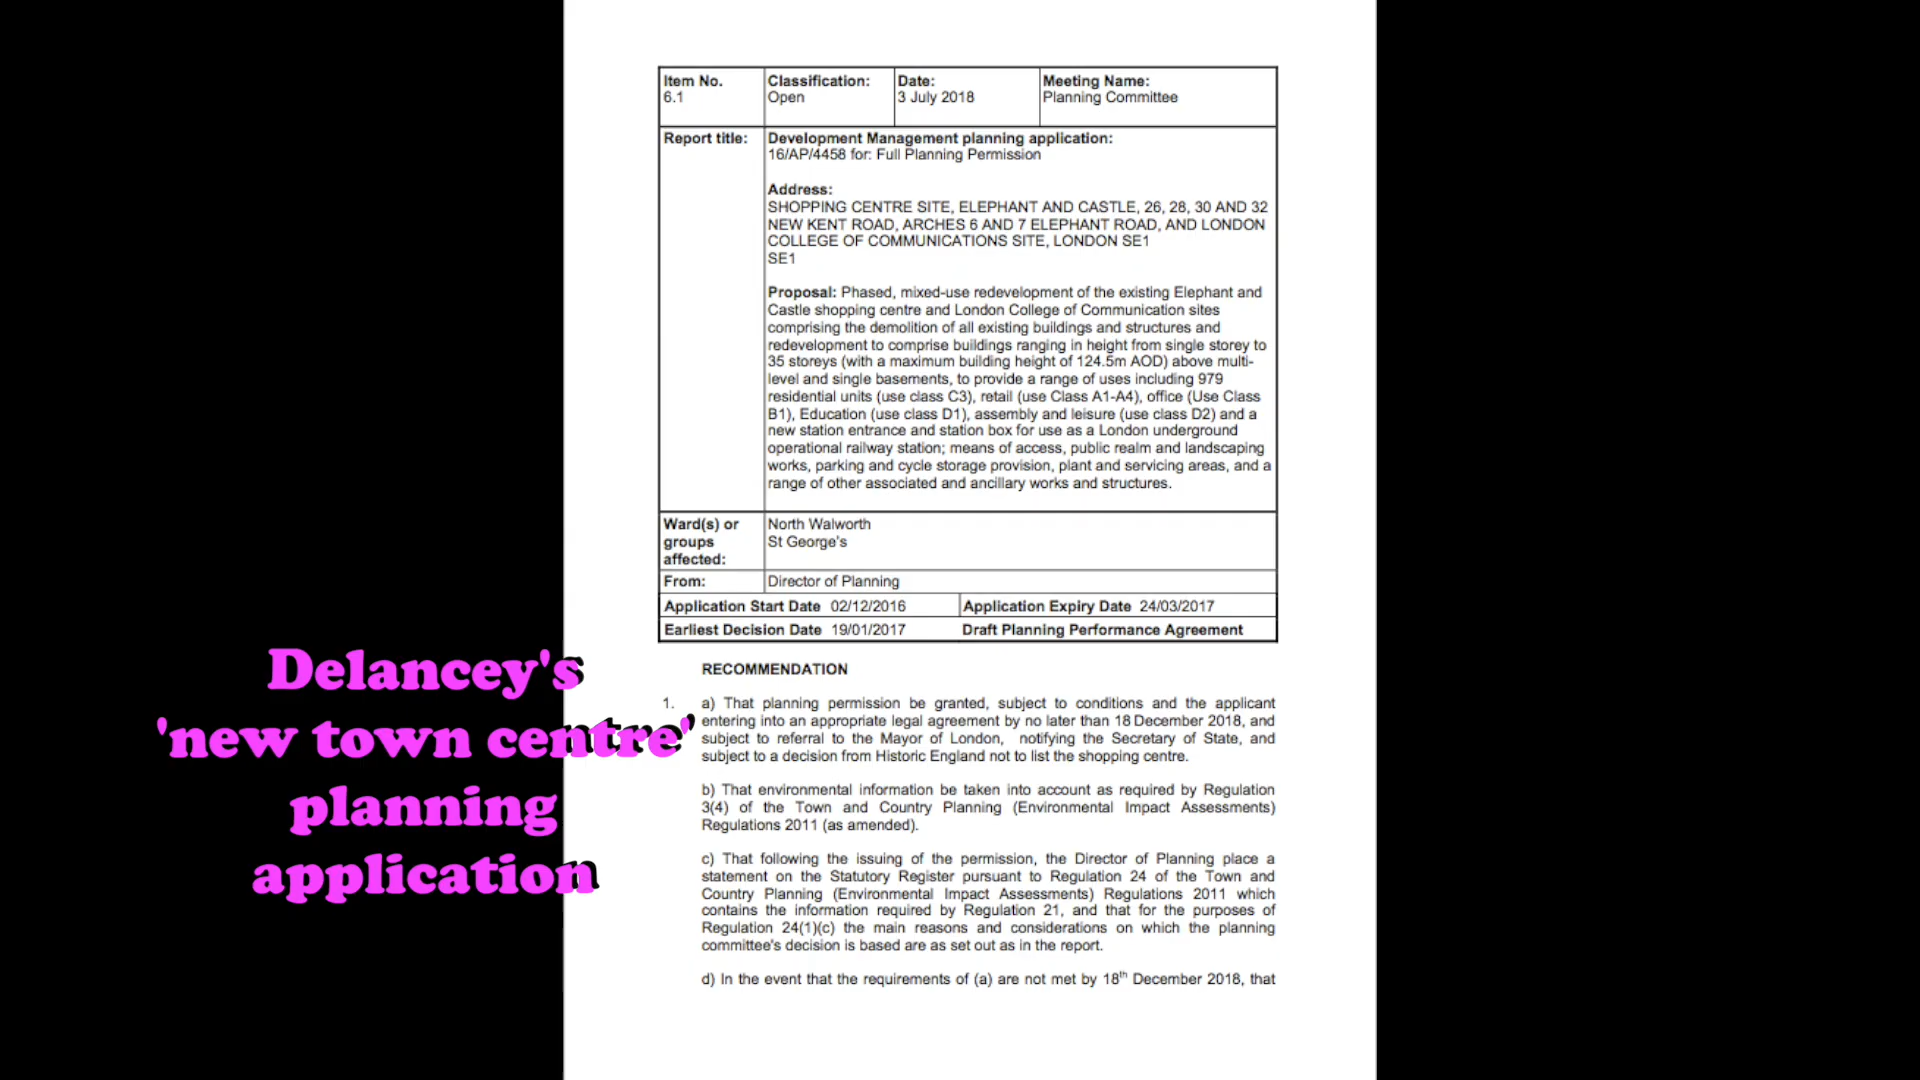 Item No.
6.1
Classification:
Open
Date:
3 July 2018
Meeting Name:
Planning Committee
Report title:
Development Management planning application:
16/AP/4458 for: Full Planning Permission
Address:
SHOPPING CENTRE SITE, ELEPHANT AND CASTLE, 26, 28, 30 AND 32
NEW KENT ROAD, ARCHES 6 AND 7 ELEPHANT ROAD, AND LONDON
COLLEGE OF COMMUNICATIONS SITE, LONDON SE1
SE1
Proposal: Phased, mixed-use redevelopment of the existing Elephant and
Castle shopping centre and London College of Communication sites
comprising the demolition of all existing buildings and structures and
redevelopment to comprise buildings ranging in height from single storey to
35 storeys (with a maximum building height of 124.5m AOD) above multi-
level and single basements, to provide a range of uses including 979
residential units (use class C3), retail (use Class A1-A4), office (Use Class
B1), Education (use class D1), assembly and leisure (use class D2) and a
new station entrance and station box for use as a London underground
operational railway station; means of access, public realm and landscaping
works, parking and cycle storage provision, plant and servicing areas, and a
range of other associated and ancillary works and structures.
Ward(s) or
groups
affected:
North Walworth
St George's
From:
Director of Planning
Application Start Date 02/12/2016
Application Expiry Date 24/03/2017
Earliest Decision Date 19/01/2017
Draft Planning Performance Agreement
RECOMMENDATION
1. a) That planning permission be granted, subject to conditions and the applicant
entering into an appropriate legal agreement by no later than 18 December 2018, and
subject to referral to the Mayor of London, notifying the Secretary of State, and
subject to a decision from Historic England not to list the shopping centre.
b) That environmental information be taken into account as required by Regulation
3(4) of the Town and Country Planning (Environmental Impact Assessments)
Regulations 2011 (as amended).
c) That following the issuing of the permission, the Director of Planning place a
statement on the Statutory Register pursuant to Regulation 24 of the Town and
Country Planning (Environmental Impact Assessments) Regulations 2011 which
contains the information required by Regulation 21, and that for the purposes of
Regulation 24(1)(c) the main reasons and considerations on which the planning
committee's decision is based are as set out as in the report.
d) In the event that the requirements of (a) are not met by 18th December 2018, that
Delancey's
'new town centre'
planning
application